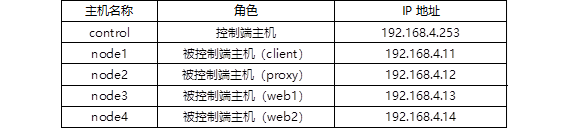 主机名称 角色 IP 地址
control 控制端主机 192.168.4.253
node1 被控制端主机（client） 192.168.4.11
node2 被控制端主机（proxy） 192.168.4.12
node3 被控制端主机（web1） 192.168.4.13
node4 被控制端主机（web2） 192.168.4.14